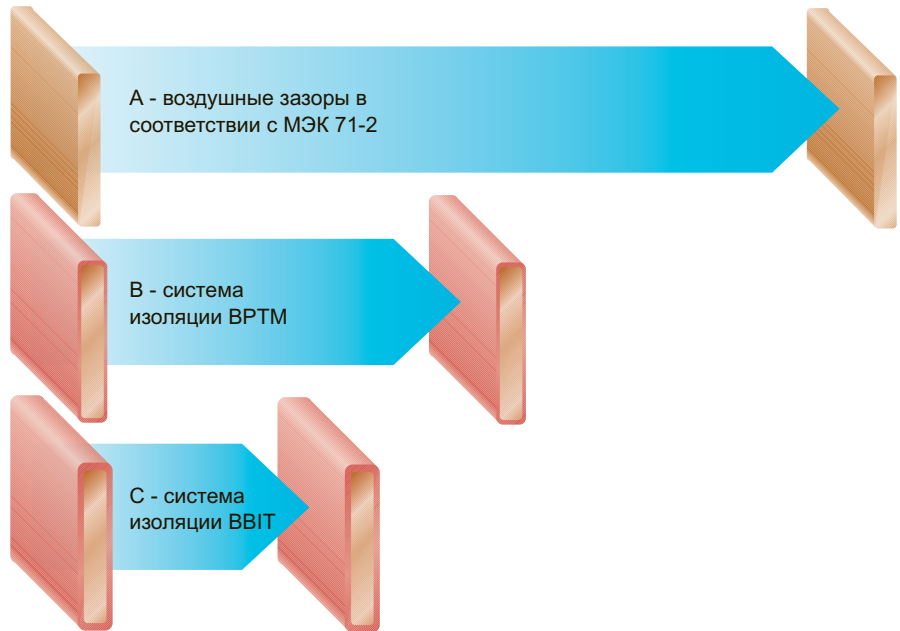 А - воздушные зазоры в
соответствии с МЭК 71-2
В - система
изоляции BPTM
С - система
изоляции BBIT